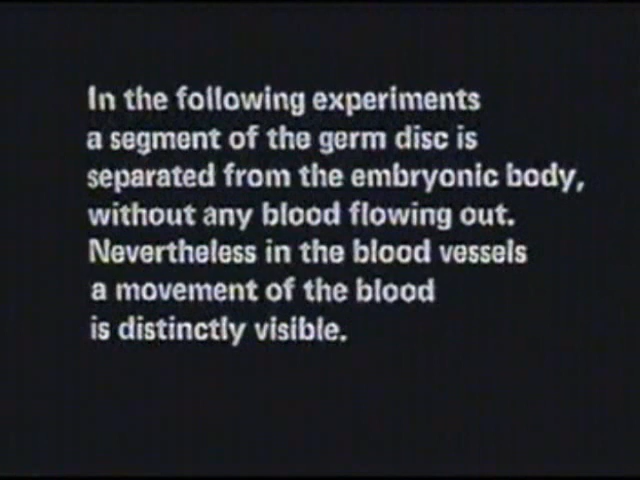 In the following experiments
a segment of the germ disc is
separated from the embryonic body,
without any blood flowing out.
Nevertheless in the blood vessels
a movement of the blood
is distinctly visible.